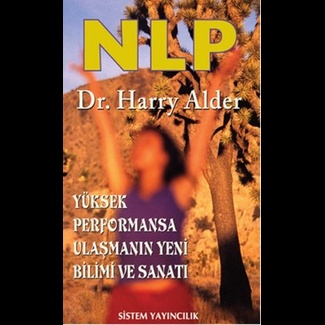 NLP
Dr. Harry Alder
YÜKSEK
PERFORMANSA
ULAŞMANIN YENİ
BİLİMİ VE SANATI
SİSTEM YAYINCILIK